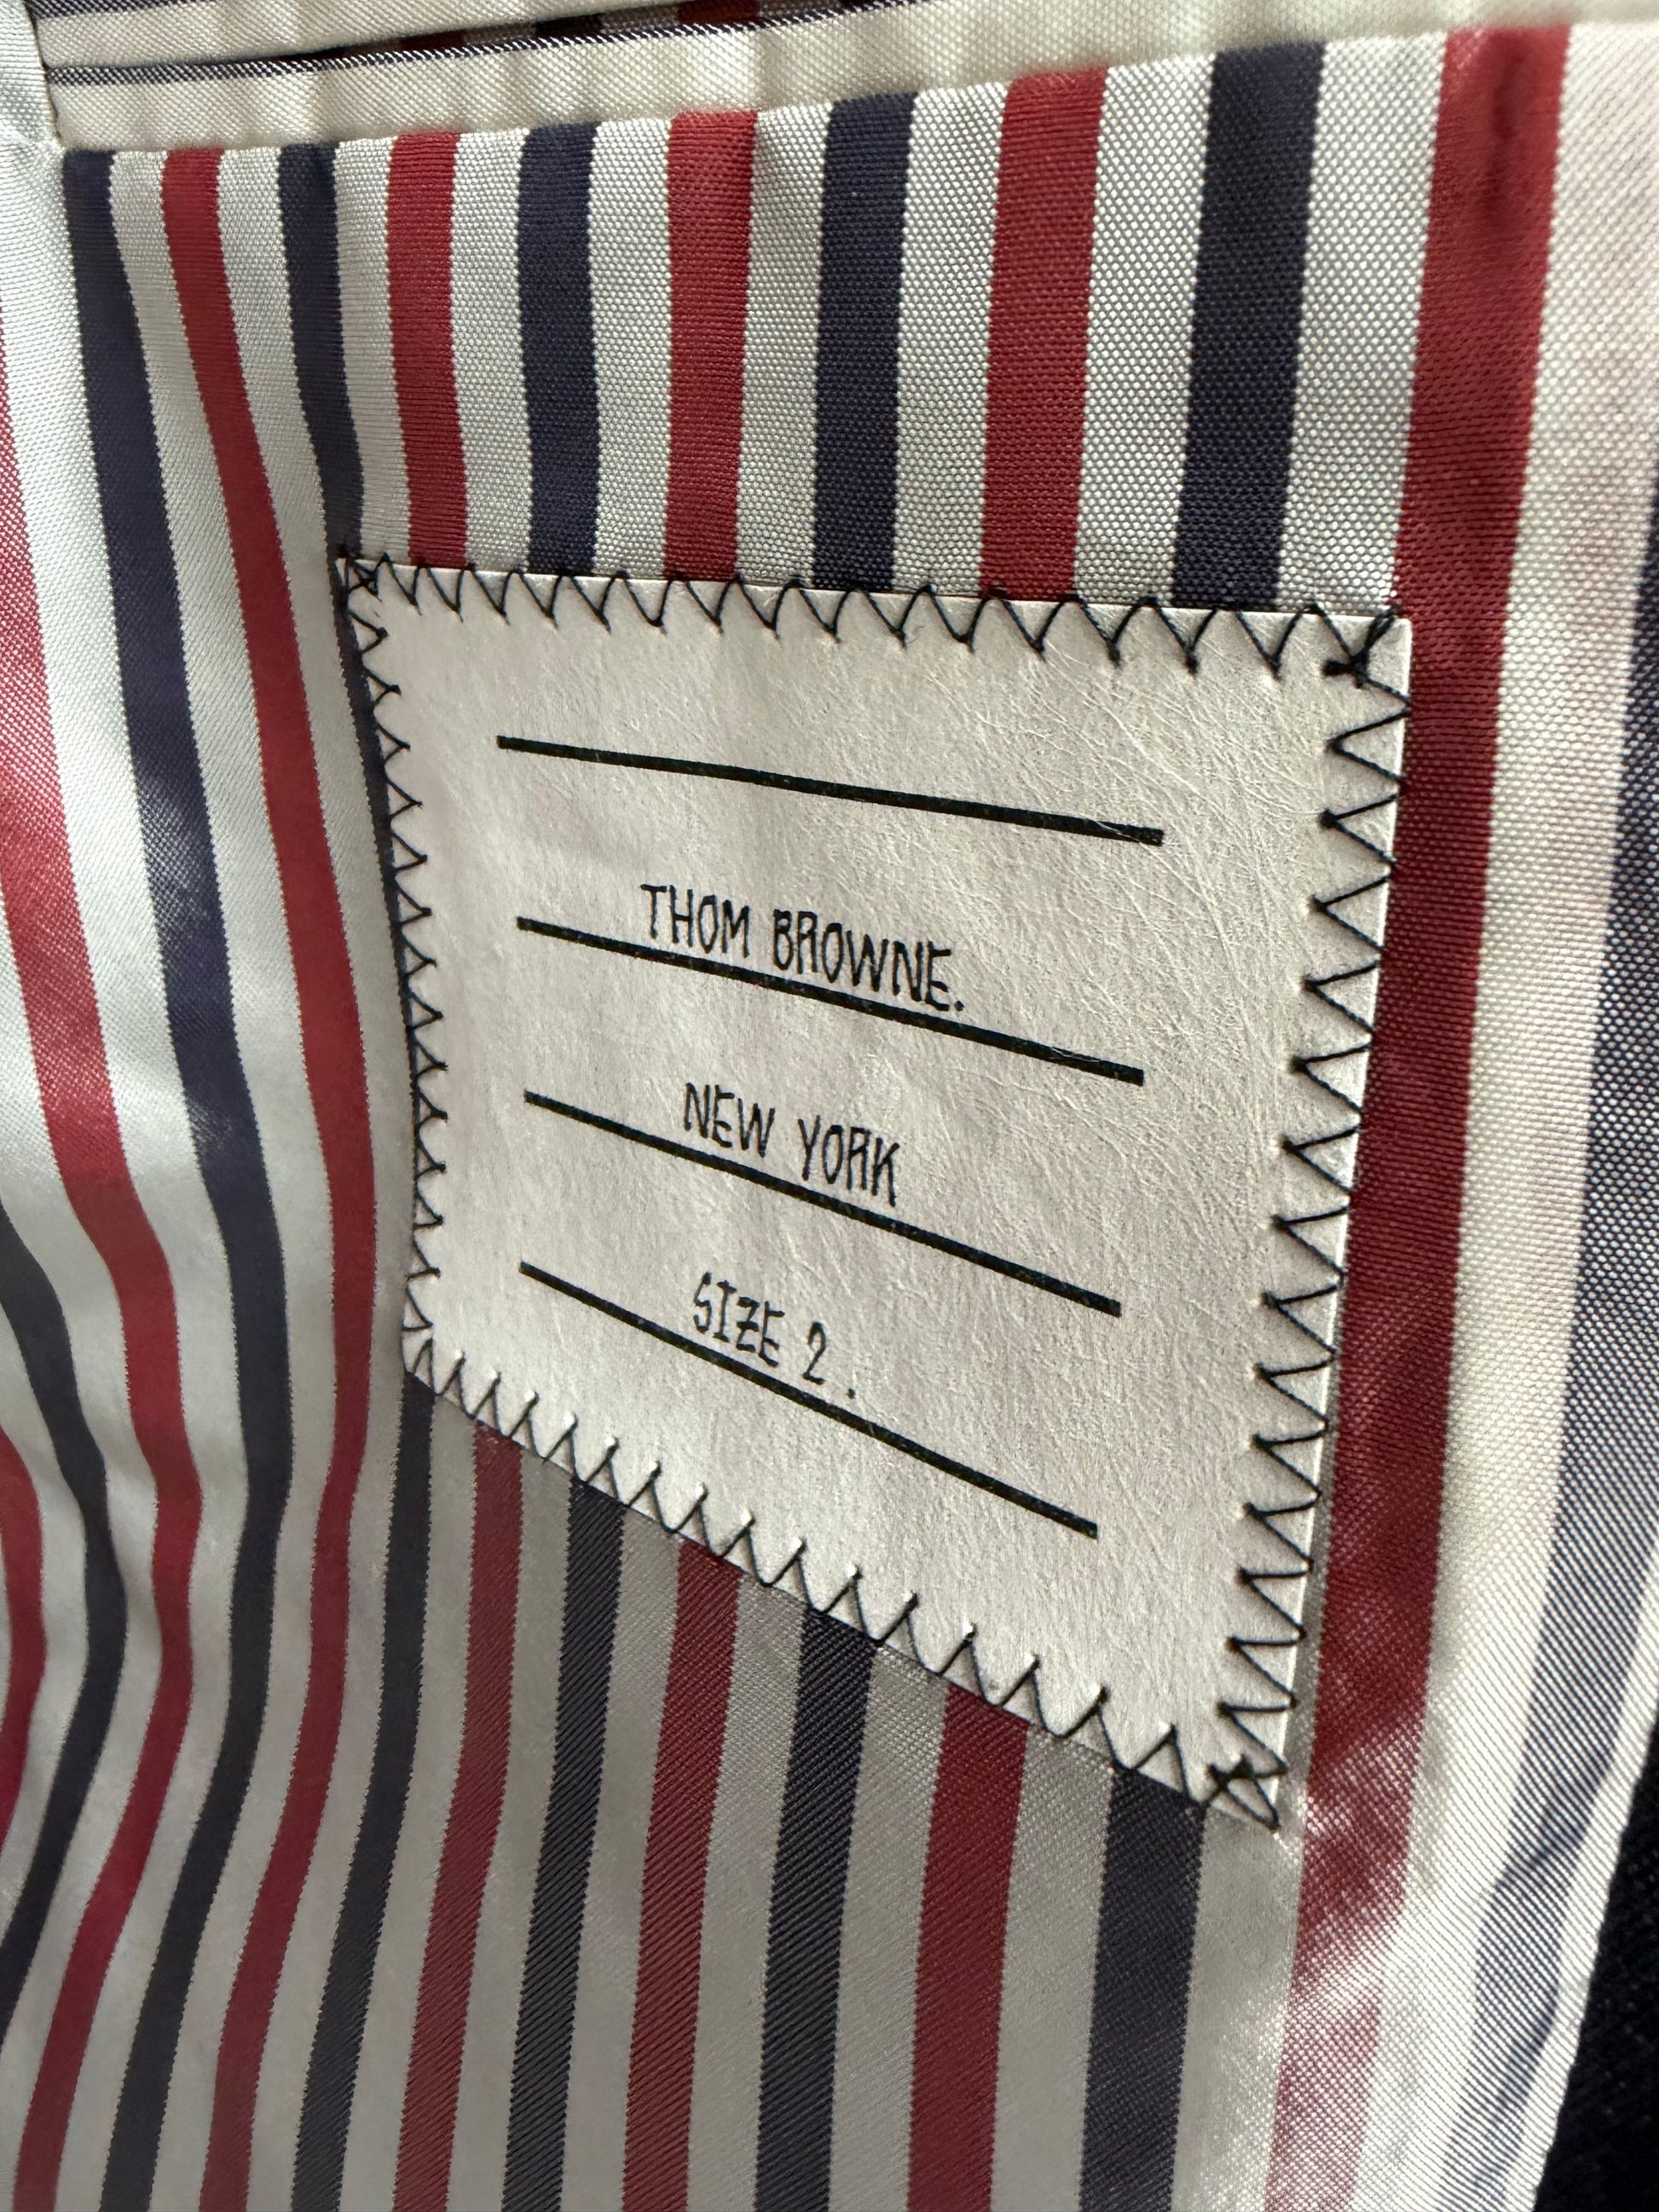 THOM BROWNE.
NEW YORK
SIZE 2.